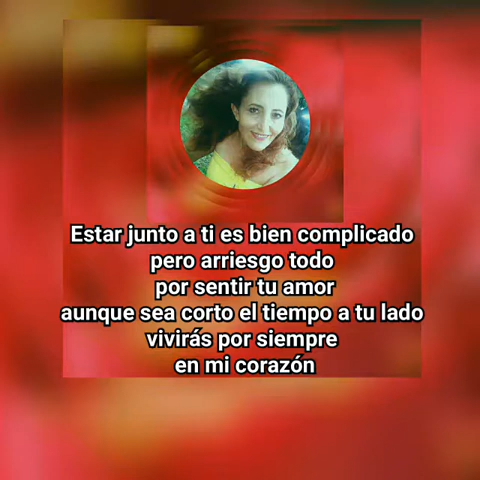 Estar junto a ti es bien complicado
pero arriesgo todo
por sentir tu amor
aunque sea corto el tiempo a tu lado
vivirás por siempre
en mi corazón